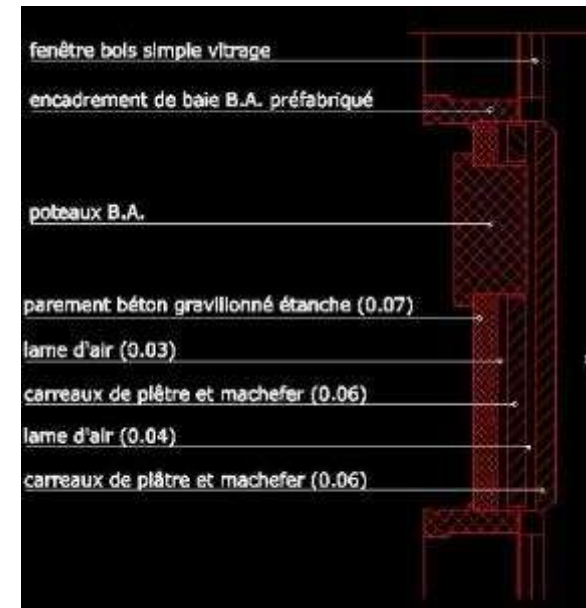 fenêtre bois simple vitrage
encadrement de baie B.A. préfabriqué
poteaux B.A.
parement béton gravillonné étanche (0.07)
lame d'air (0.03)
carreaux de plâtre et machefer (0.06)
lame d'air (0.04)
carreaux de plâtre et machefer (0.06)